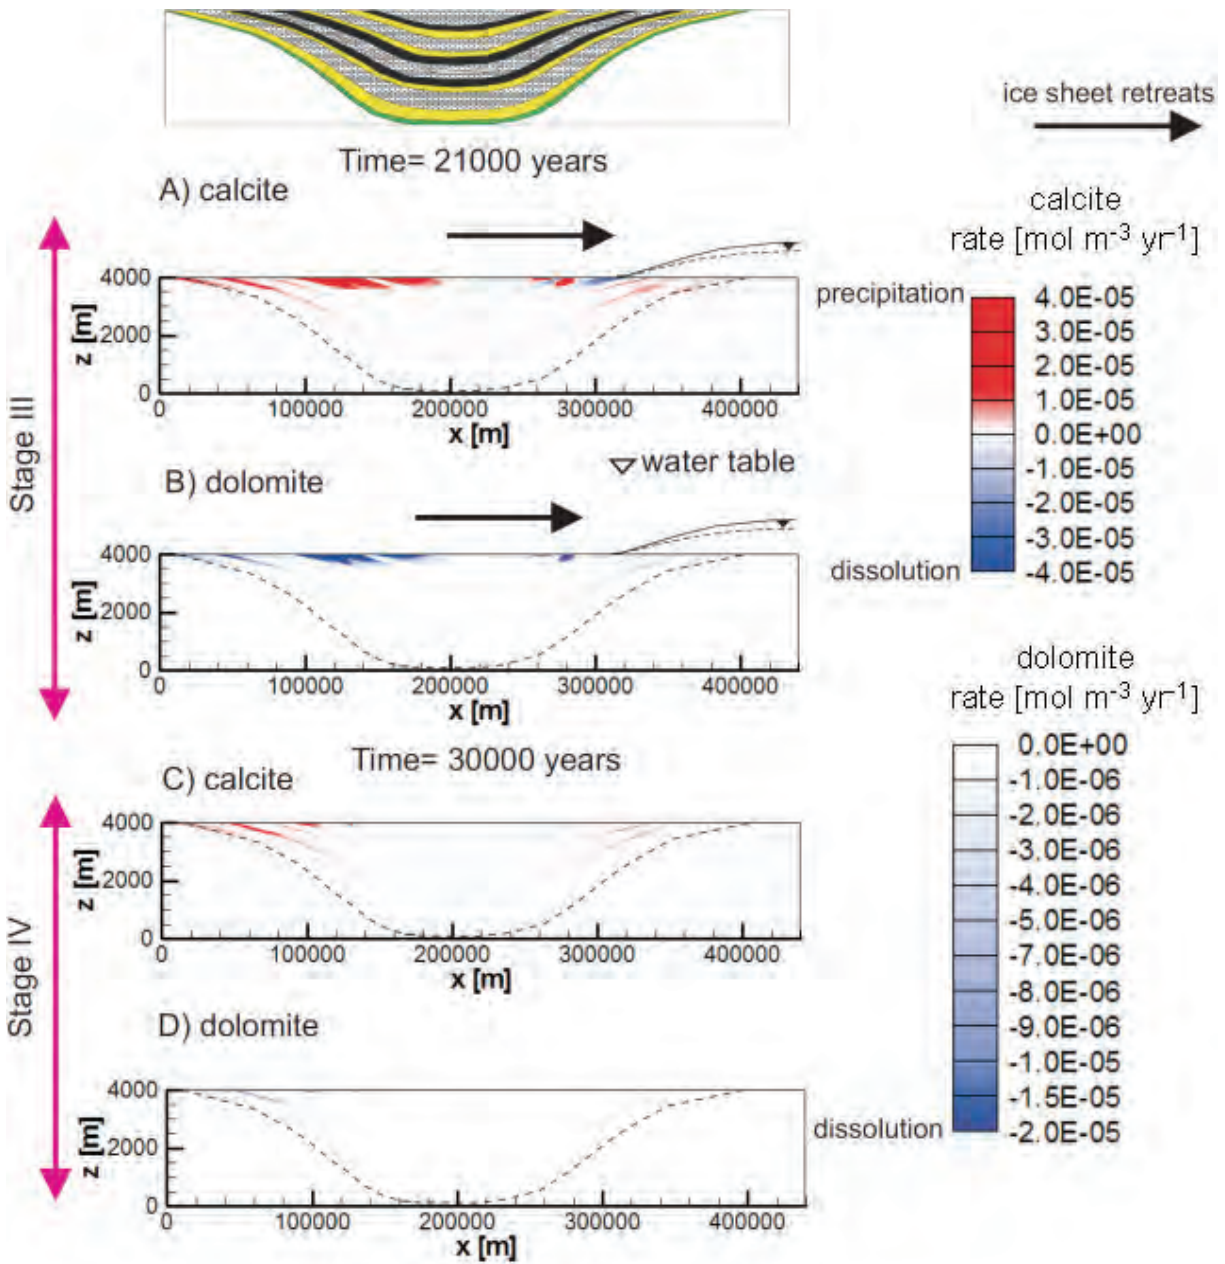 ice sheet retreats
Time= 21000 years
A) calcite
calcite
rate [mol m-3 yr-1]
precipitation
4.0E-05
3.0E-05
2.0E-05
1.0E-05
0.0E+00
-1.0E-05
-2.0E-05
-3.0E-05
-4.0E-05
dissolution
z [m]
4000
2000
0
0 100000 200000 300000 400000
x [m]
Stage III
water table
B) dolomite
z [m]
4000
2000
0
0 100000 200000 300000 400000
x [m]
dolomite
rate [mol m-3 yr-1]
0.0E+00
-1.0E-06
-2.0E-06
-3.0E-06
-4.0E-06
-5.0E-06
-7.0E-06
-8.0E-06
-9.0E-06
-1.0E-05
-1.5E-05
-2.0E-05
dissolution
Time= 30000 years
C) calcite
z [m]
4000
2000
0
0 100000 200000 300000 400000
x [m]
Stage IV
D) dolomite
z [m]
4000
2000
0
0 100000 200000 300000 400000
x [m]